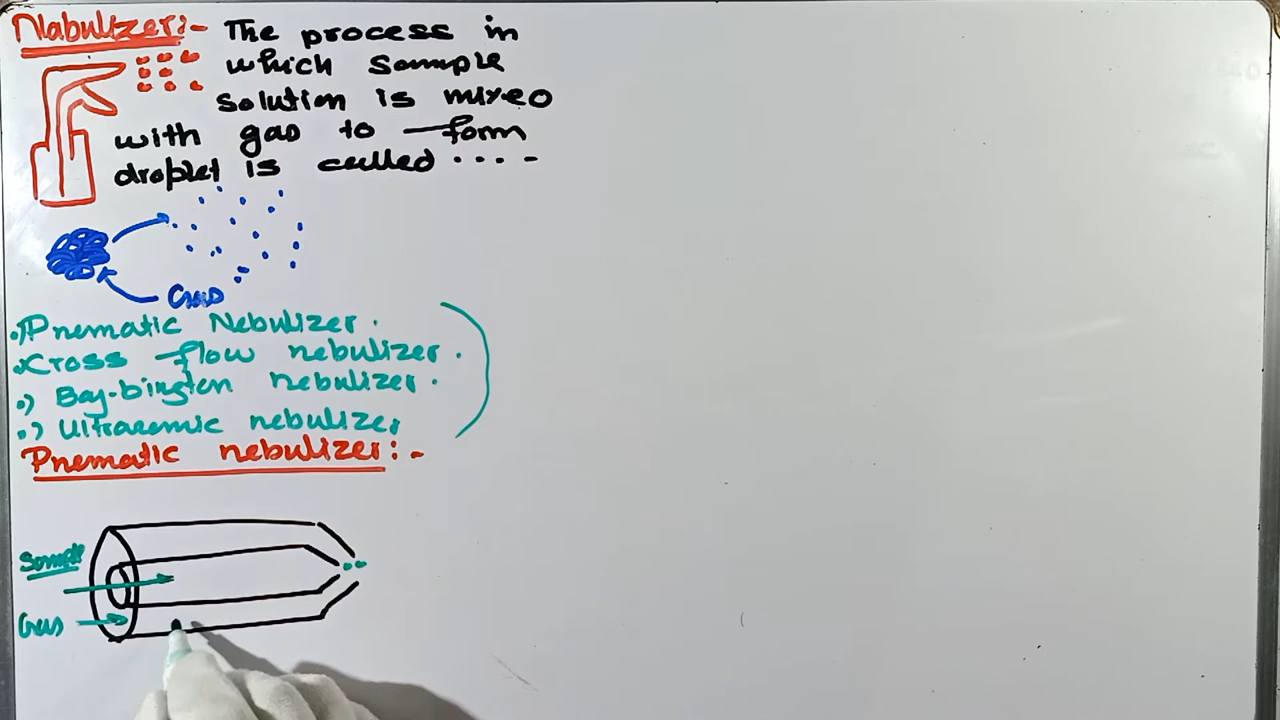 Nabulizer:-
The process in
which sample
solution is mixed
with gas to form
droplet is called ....-
Gas
.) Pnematic Nebulizer.
.) Cross flow nebulizer.
.) Bay-bington nebulizer.
.) Ultrasonic nebulizer
Pnematic nebulizer:-
Sample
Gas